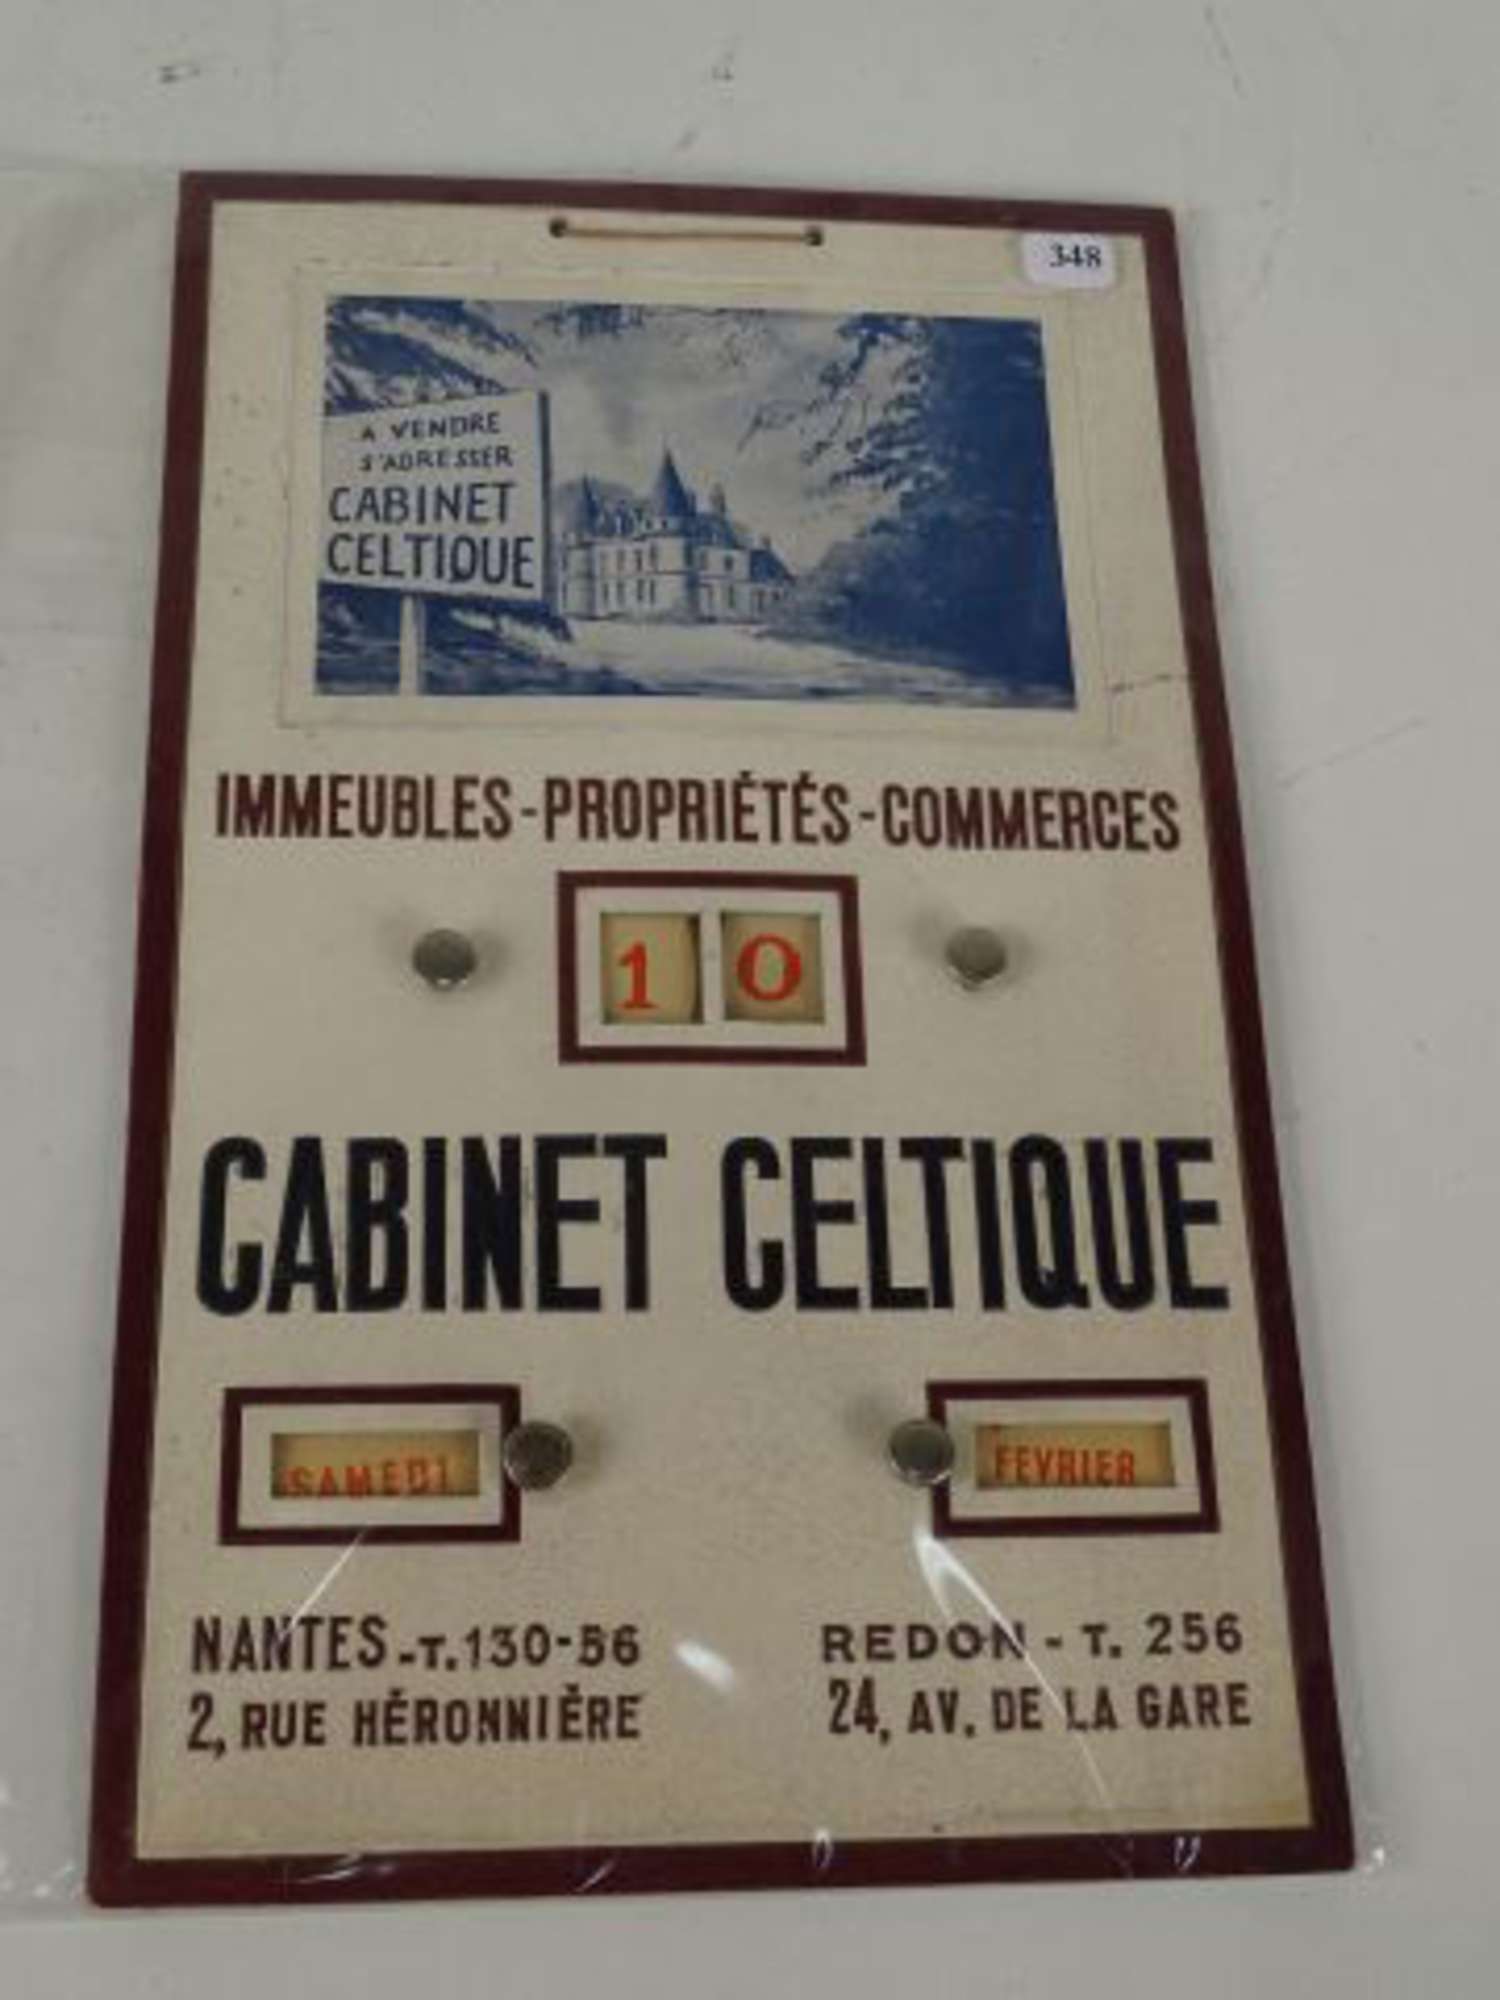 348
A VENDRE
S'ADRESSER
CABINET
CELTIQUE
IMMEUBLES-PROPRIÉTÉS-COMMERCES
10
CABINET CELTIQUE
SAMEDI
FEVRIER
NANTES-T.130-56
2, RUE HÉRONNIÈRE
REDON - T. 256
24, AV. DE LA GARE